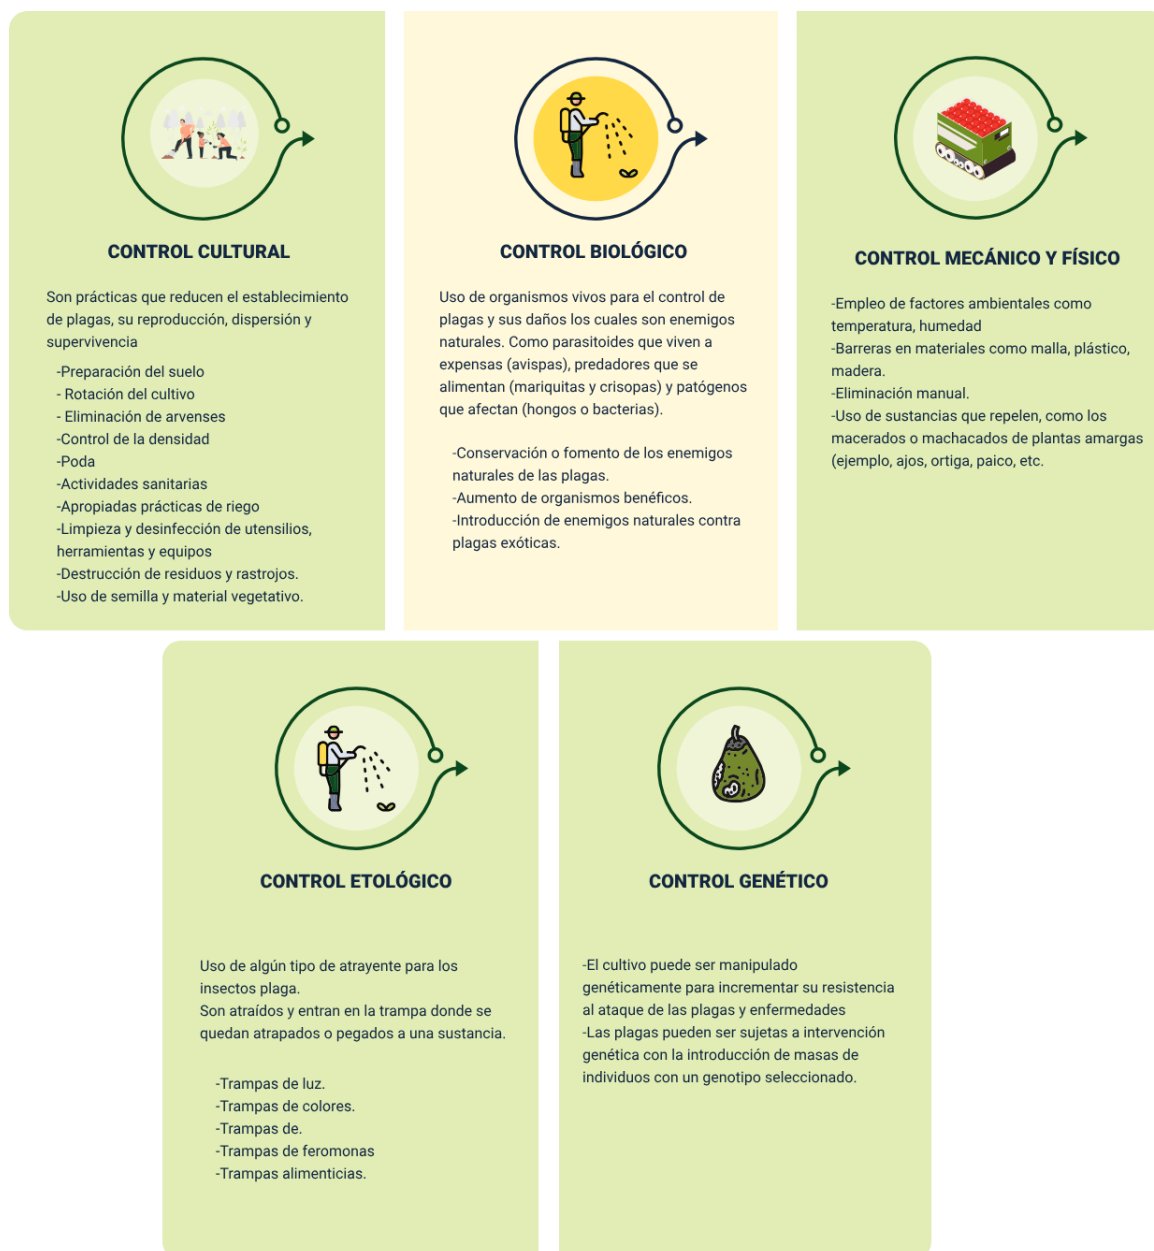 CONTROL CULTURAL
Son prácticas que reducen el establecimiento
de plagas, su reproducción, dispersión y
supervivencia
-Preparación del suelo
- Rotación del cultivo
- Eliminación de arvenses
-Control de la densidad
-Poda
-Actividades sanitarias
-Apropiadas prácticas de riego
-Limpieza y desinfección de utensilios,
herramientas y equipos
-Destrucción de residuos y rastrojos.
-Uso de semilla y material vegetativo.
CONTROL BIOLÓGICO
Uso de organismos vivos para el control de
plagas y sus daños los cuales son enemigos
naturales. Como parasitoides que viven a
expensas (avispas), predadores que se
alimentan (mariquitas y crisopas) y patógenos
que afectan (hongos o bacterias).
-Conservación o fomento de los enemigos
naturales de las plagas.
-Aumento de organismos benéficos.
-Introducción de enemigos naturales contra
plagas exóticas.
CONTROL MECÁNICO Y FÍSICO
-Empleo de factores ambientales como
temperatura, humedad
-Barreras en materiales como malla, plástico,
madera.
-Eliminación manual.
-Uso de sustancias que repelen, como los
macerados o machacados de plantas amargas
(ejemplo, ajos, ortiga, paico, etc.
CONTROL ETOLÓGICO
Uso de algún tipo de atrayente para los
insectos plaga.
Son atraídos y entran en la trampa donde se
quedan atrapados o pegados a una sustancia.
-Trampas de luz.
-Trampas de colores.
-Trampas de.
-Trampas de feromonas
-Trampas alimenticias.
CONTROL GENÉTICO
-El cultivo puede ser manipulado
genéticamente para incrementar su resistencia
al ataque de las plagas y enfermedades
-Las plagas pueden ser sujetas a intervención
genética con la introducción de masas de
individuos con un genotipo seleccionado.